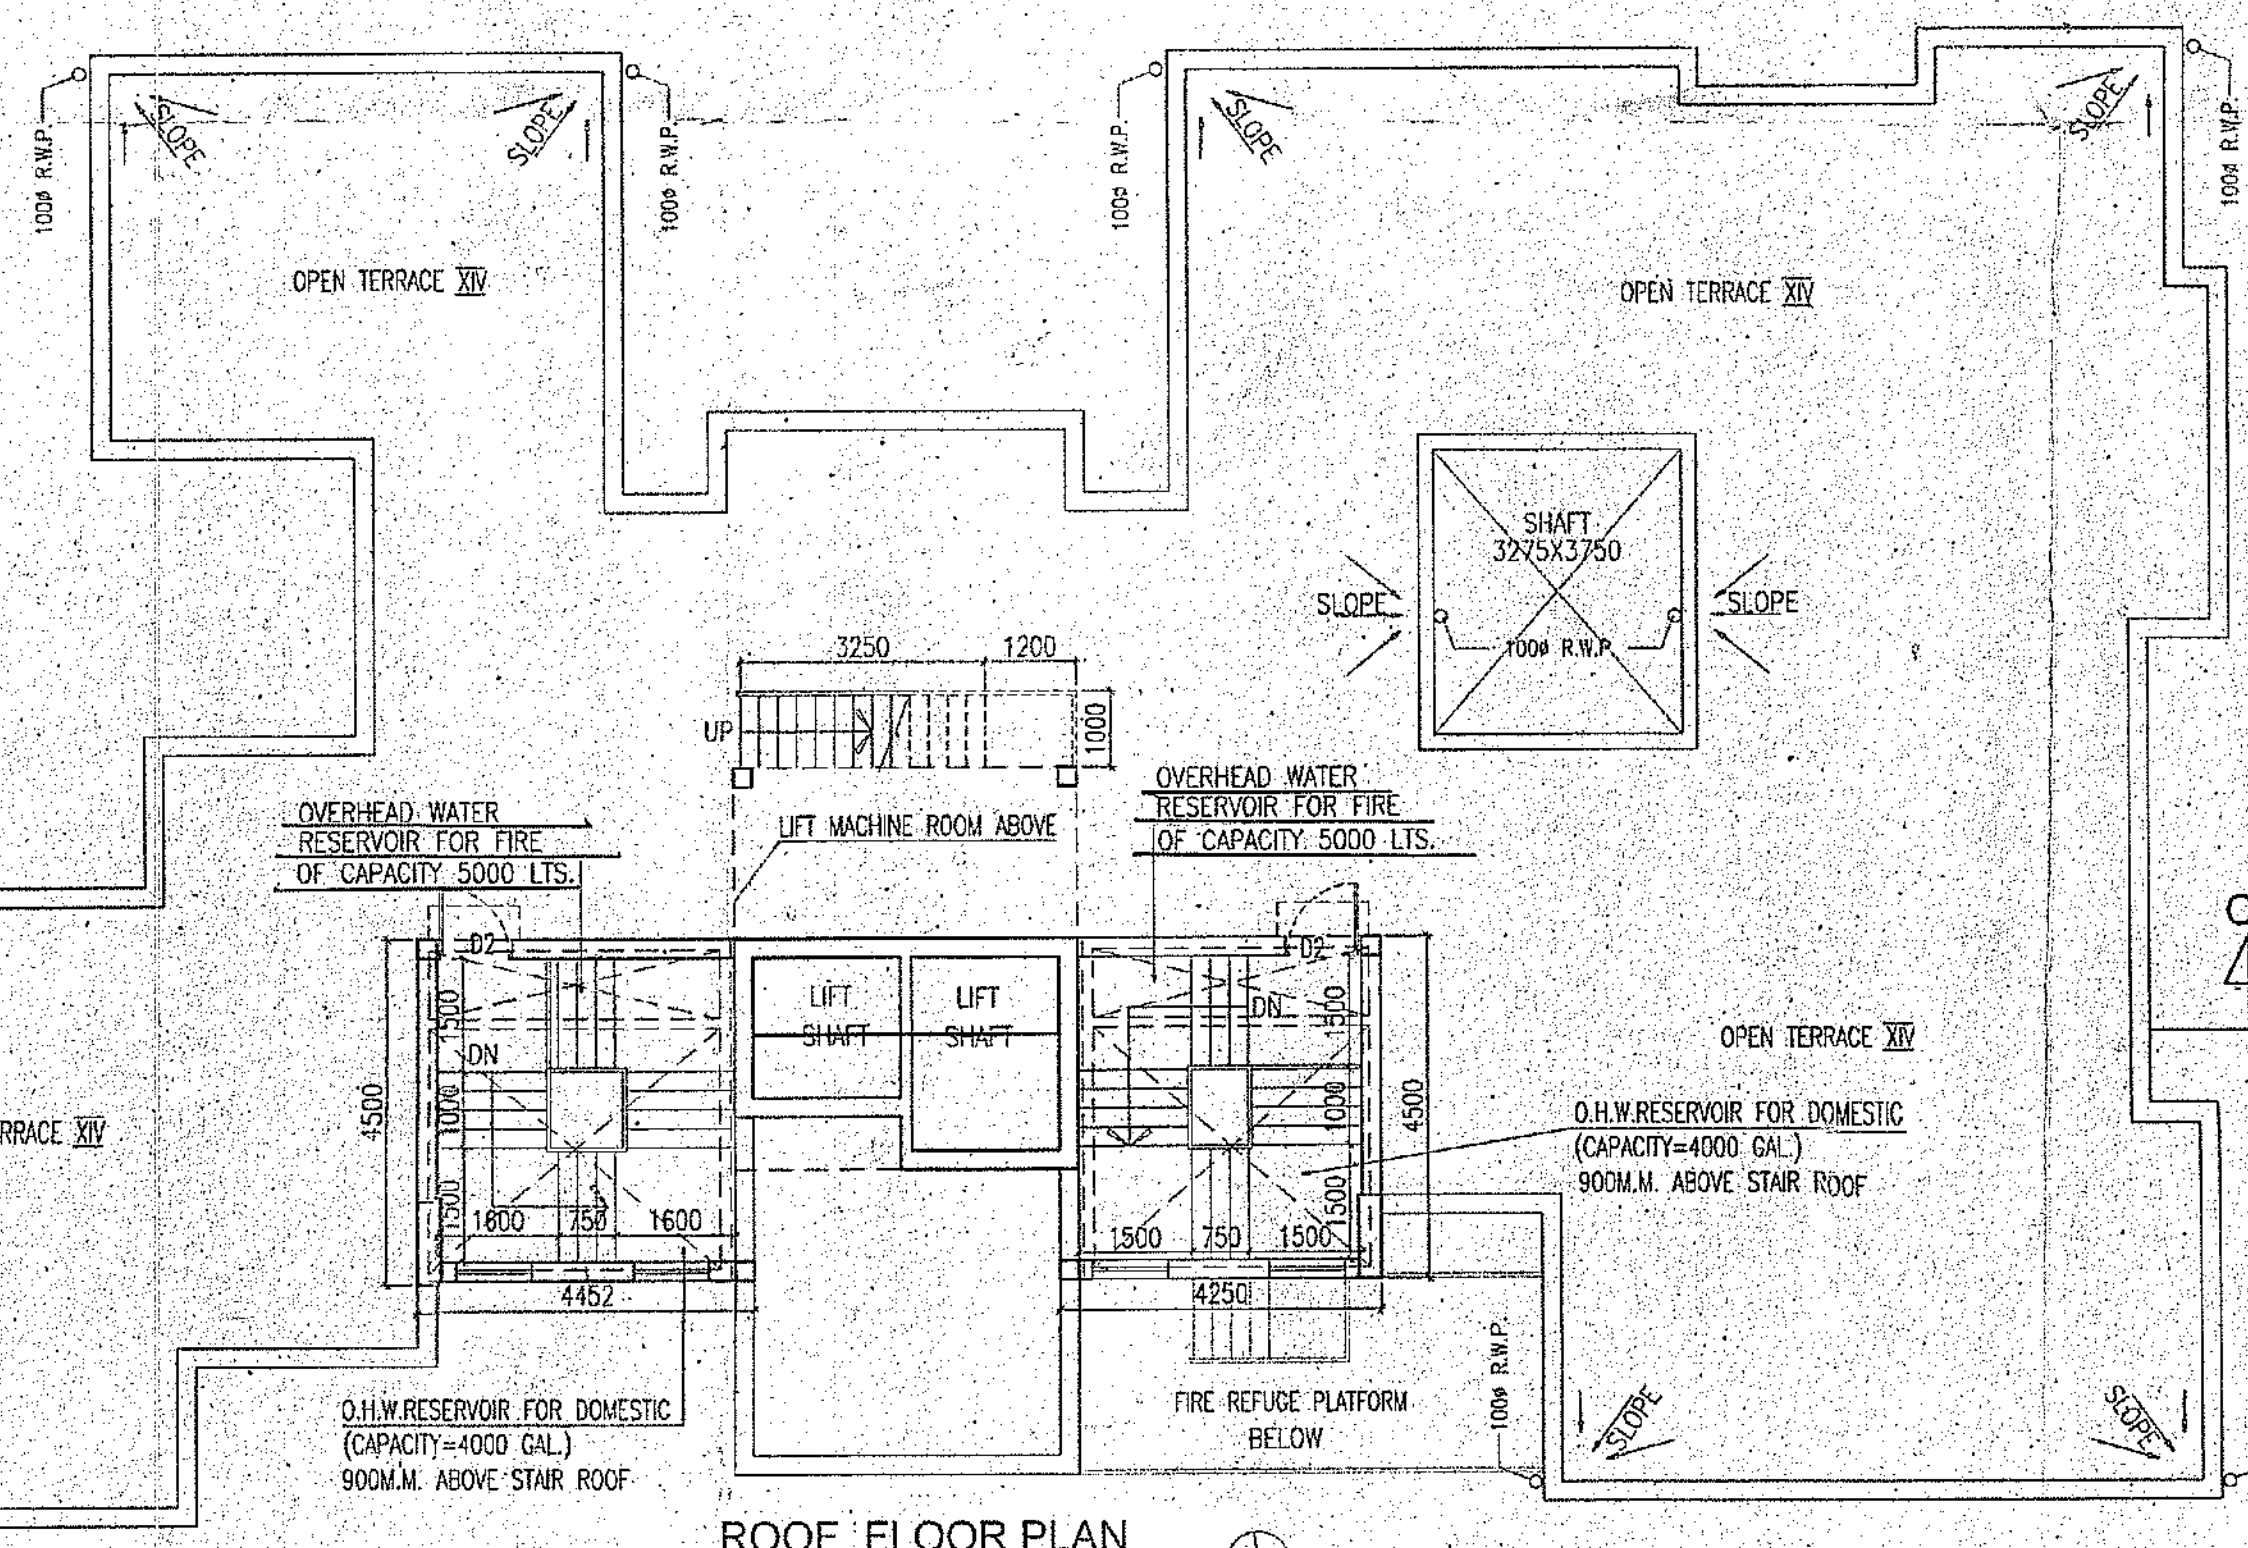 100ø R.W.P.
SLOPE
SLOPE
100ø R.W.P.
100ø R.W.P.
SLOPE
SLOPE
100ø R.W.P.
OPEN TERRACE XIV
OPEN TERRACE XIV
SHAFT
3275X3750
SLOPE
SLOPE
100ø R.W.P.
3250
1200
UP
1000
OVERHEAD WATER
RESERVOIR FOR FIRE
OF CAPACITY 5000 LTS.
LIFT MACHINE ROOM ABOVE
OVERHEAD WATER
RESERVOIR FOR FIRE
OF CAPACITY 5000 LTS.
D2
D2
LIFT
SHAFT
LIFT
SHAFT
1500
DN
1000
1500
4500
1600
750
1600
4452
DN
1500
1000
1500
4500
1500
750
1500
4250
OPEN TERRACE XIV
RRACE XIV
O.H.W.RESERVOIR FOR DOMESTIC
(CAPACITY=4000 GAL.)
900M.M. ABOVE STAIR ROOF
O.H.W.RESERVOIR FOR DOMESTIC
(CAPACITY=4000 GAL.)
900M.M. ABOVE STAIR ROOF
FIRE REFUGE PLATFORM
BELOW
100ø R.W.P.
SLOPE
SLOPE
ROOF FLOOR PLAN